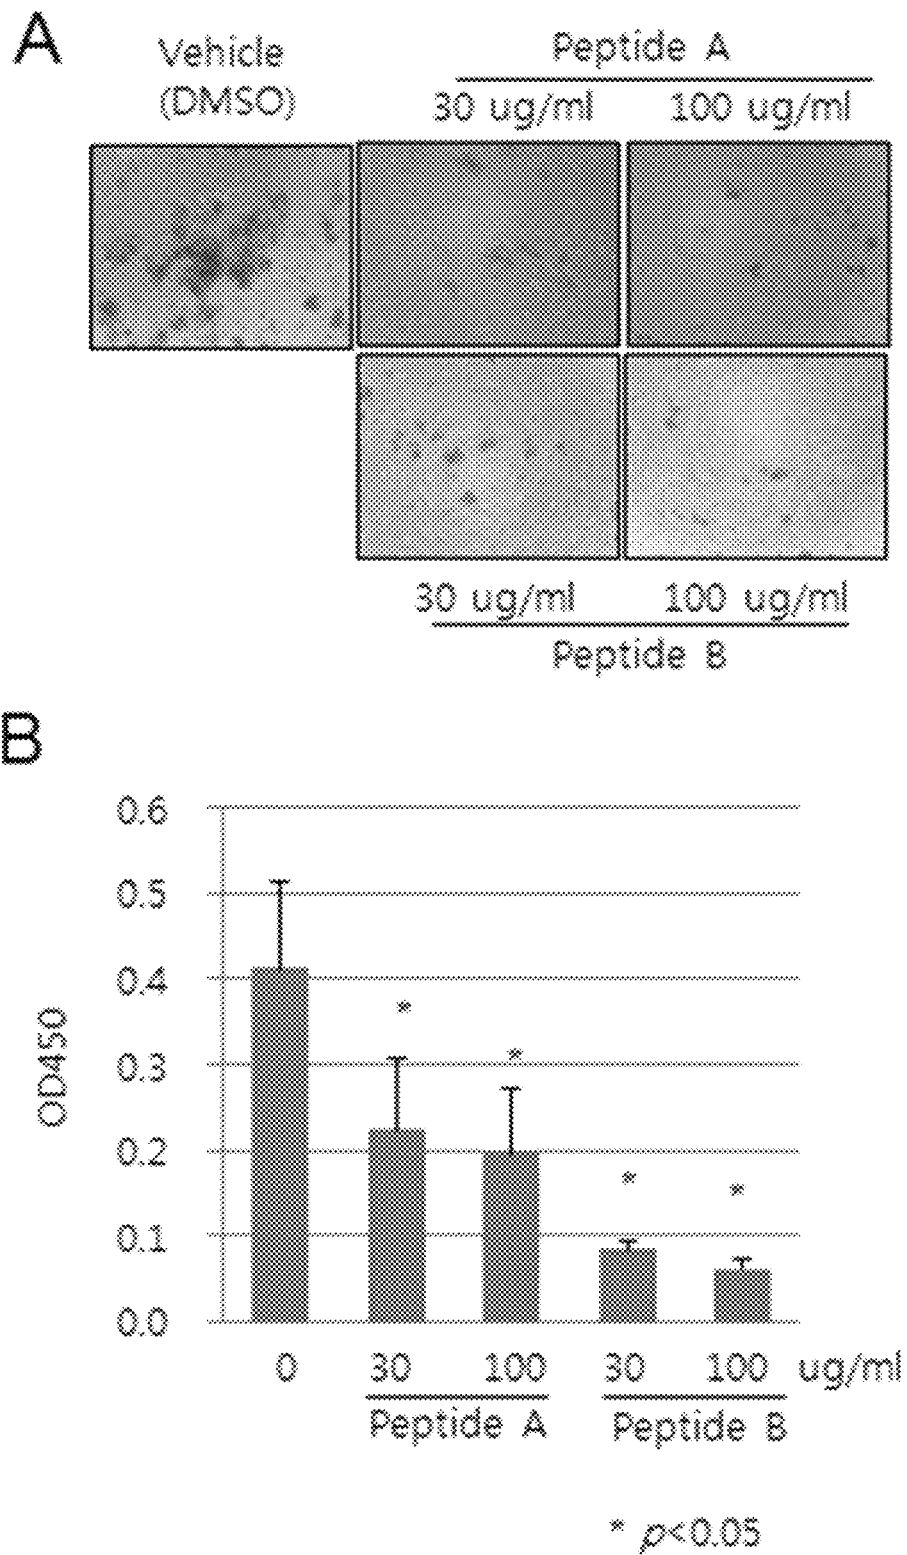 A
Vehicle
(DMSO)
Peptide A
30 ug/ml 100 ug/ml
30 ug/ml 100 ug/ml
Peptide B
B
0.6
0.5
0.4
0.3
0.2
0.1
0.0
OD450
*
*
*
*
0 30 100 30 100 ug/ml
Peptide A Peptide B
* p<0.05